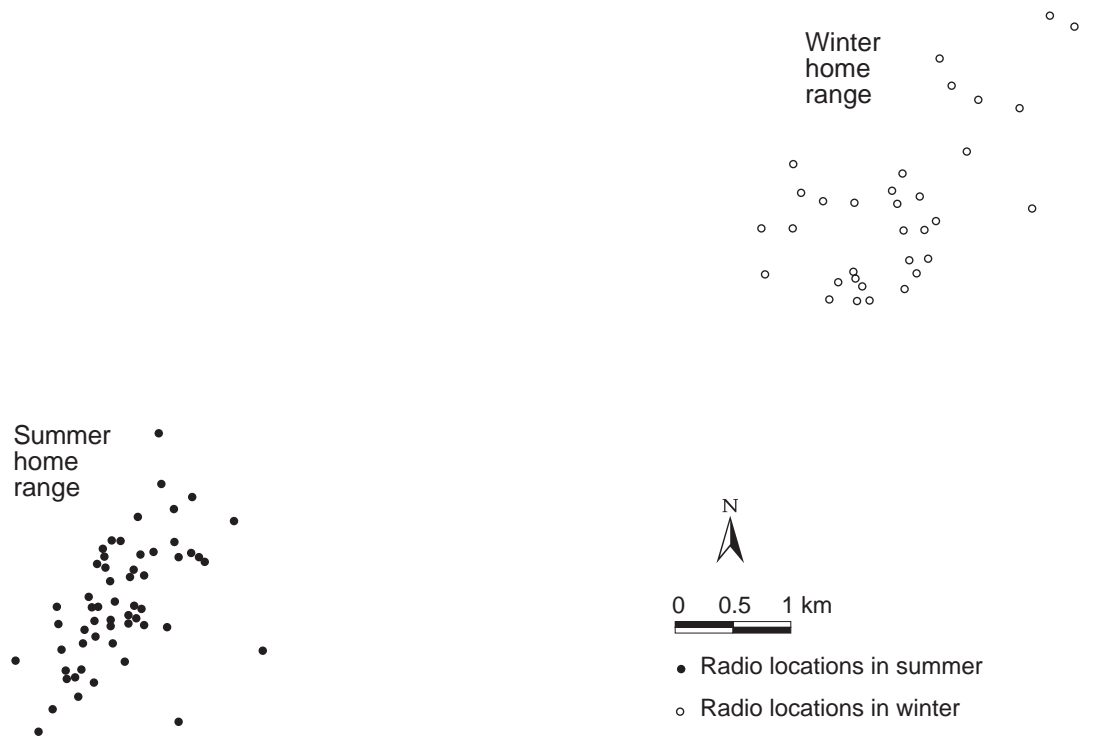 Winter
home
range
Summer
home
range
N
0 0.5 1 km
Radio locations in summer
Radio locations in winter